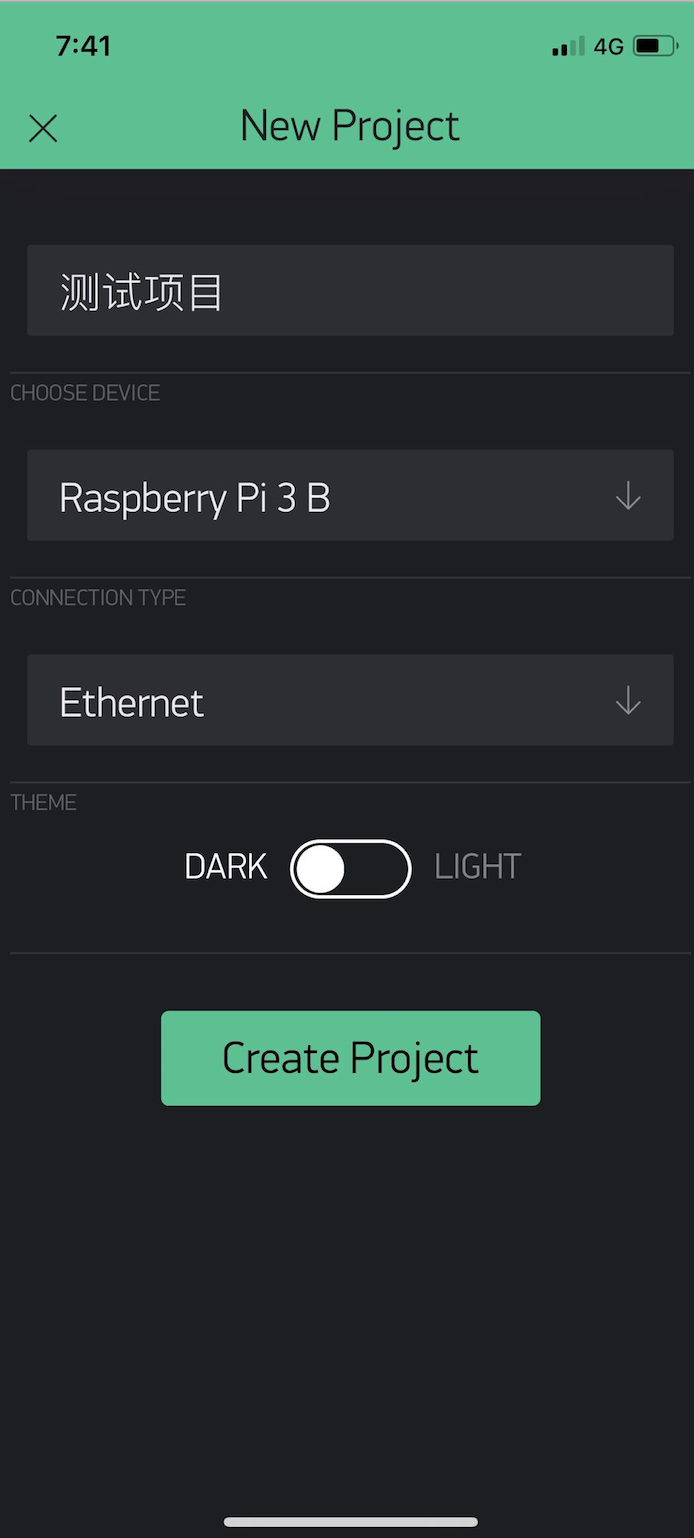 7:41 4G
New Project
测试项目
CHOOSE DEVICE
Raspberry Pi 3 B
CONNECTION TYPE
Ethernet
THEME
DARK LIGHT
Create Project